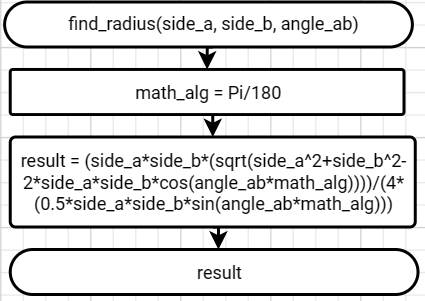 find_radius(side_a, side_b, angle_ab)
math_alg = Pi/180
result = (side_a*side_b*(sqrt(side_a^2+side_b^2-
2*side_a*side_b*cos(angle_ab*math_alg))))/(4*
(0.5*side_a*side_b*sin(angle_ab*math_alg)))
result